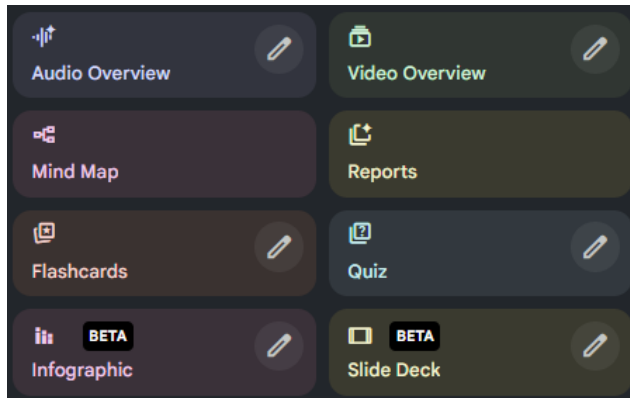 Audio Overview
Video Overview
Mind Map
Reports
Flashcards
Quiz
BETA
Infographic
BETA
Slide Deck